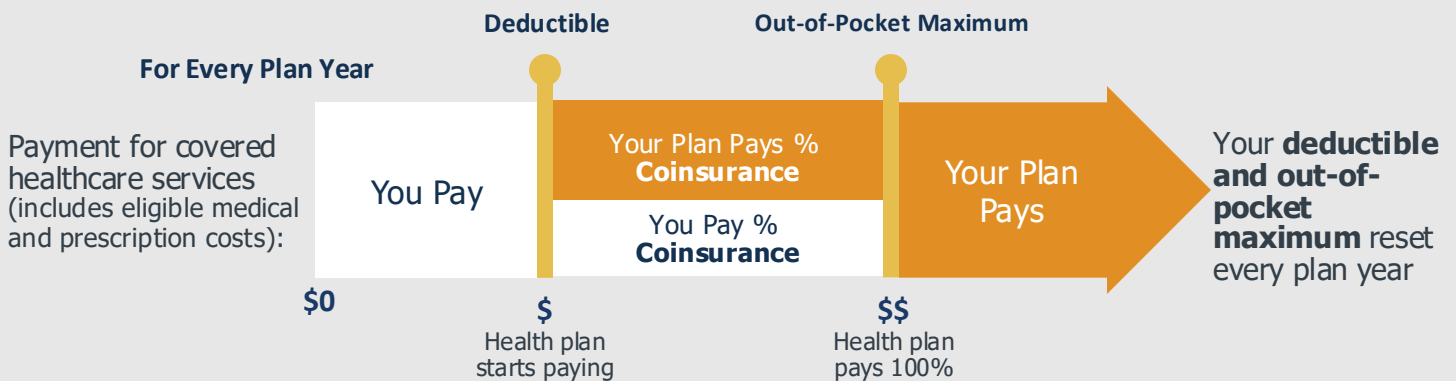 Deductible
Out-of-Pocket Maximum
For Every Plan Year
Payment for covered
healthcare services
(includes eligible medical
and prescription costs):
You Pay
Your Plan Pays %
Coinsurance
You Pay %
Coinsurance
Your Plan
Pays
Your deductible
and out-of-
pocket
maximum reset
every plan year
$0
$
Health plan
starts paying
$$
Health plan
pays 100%